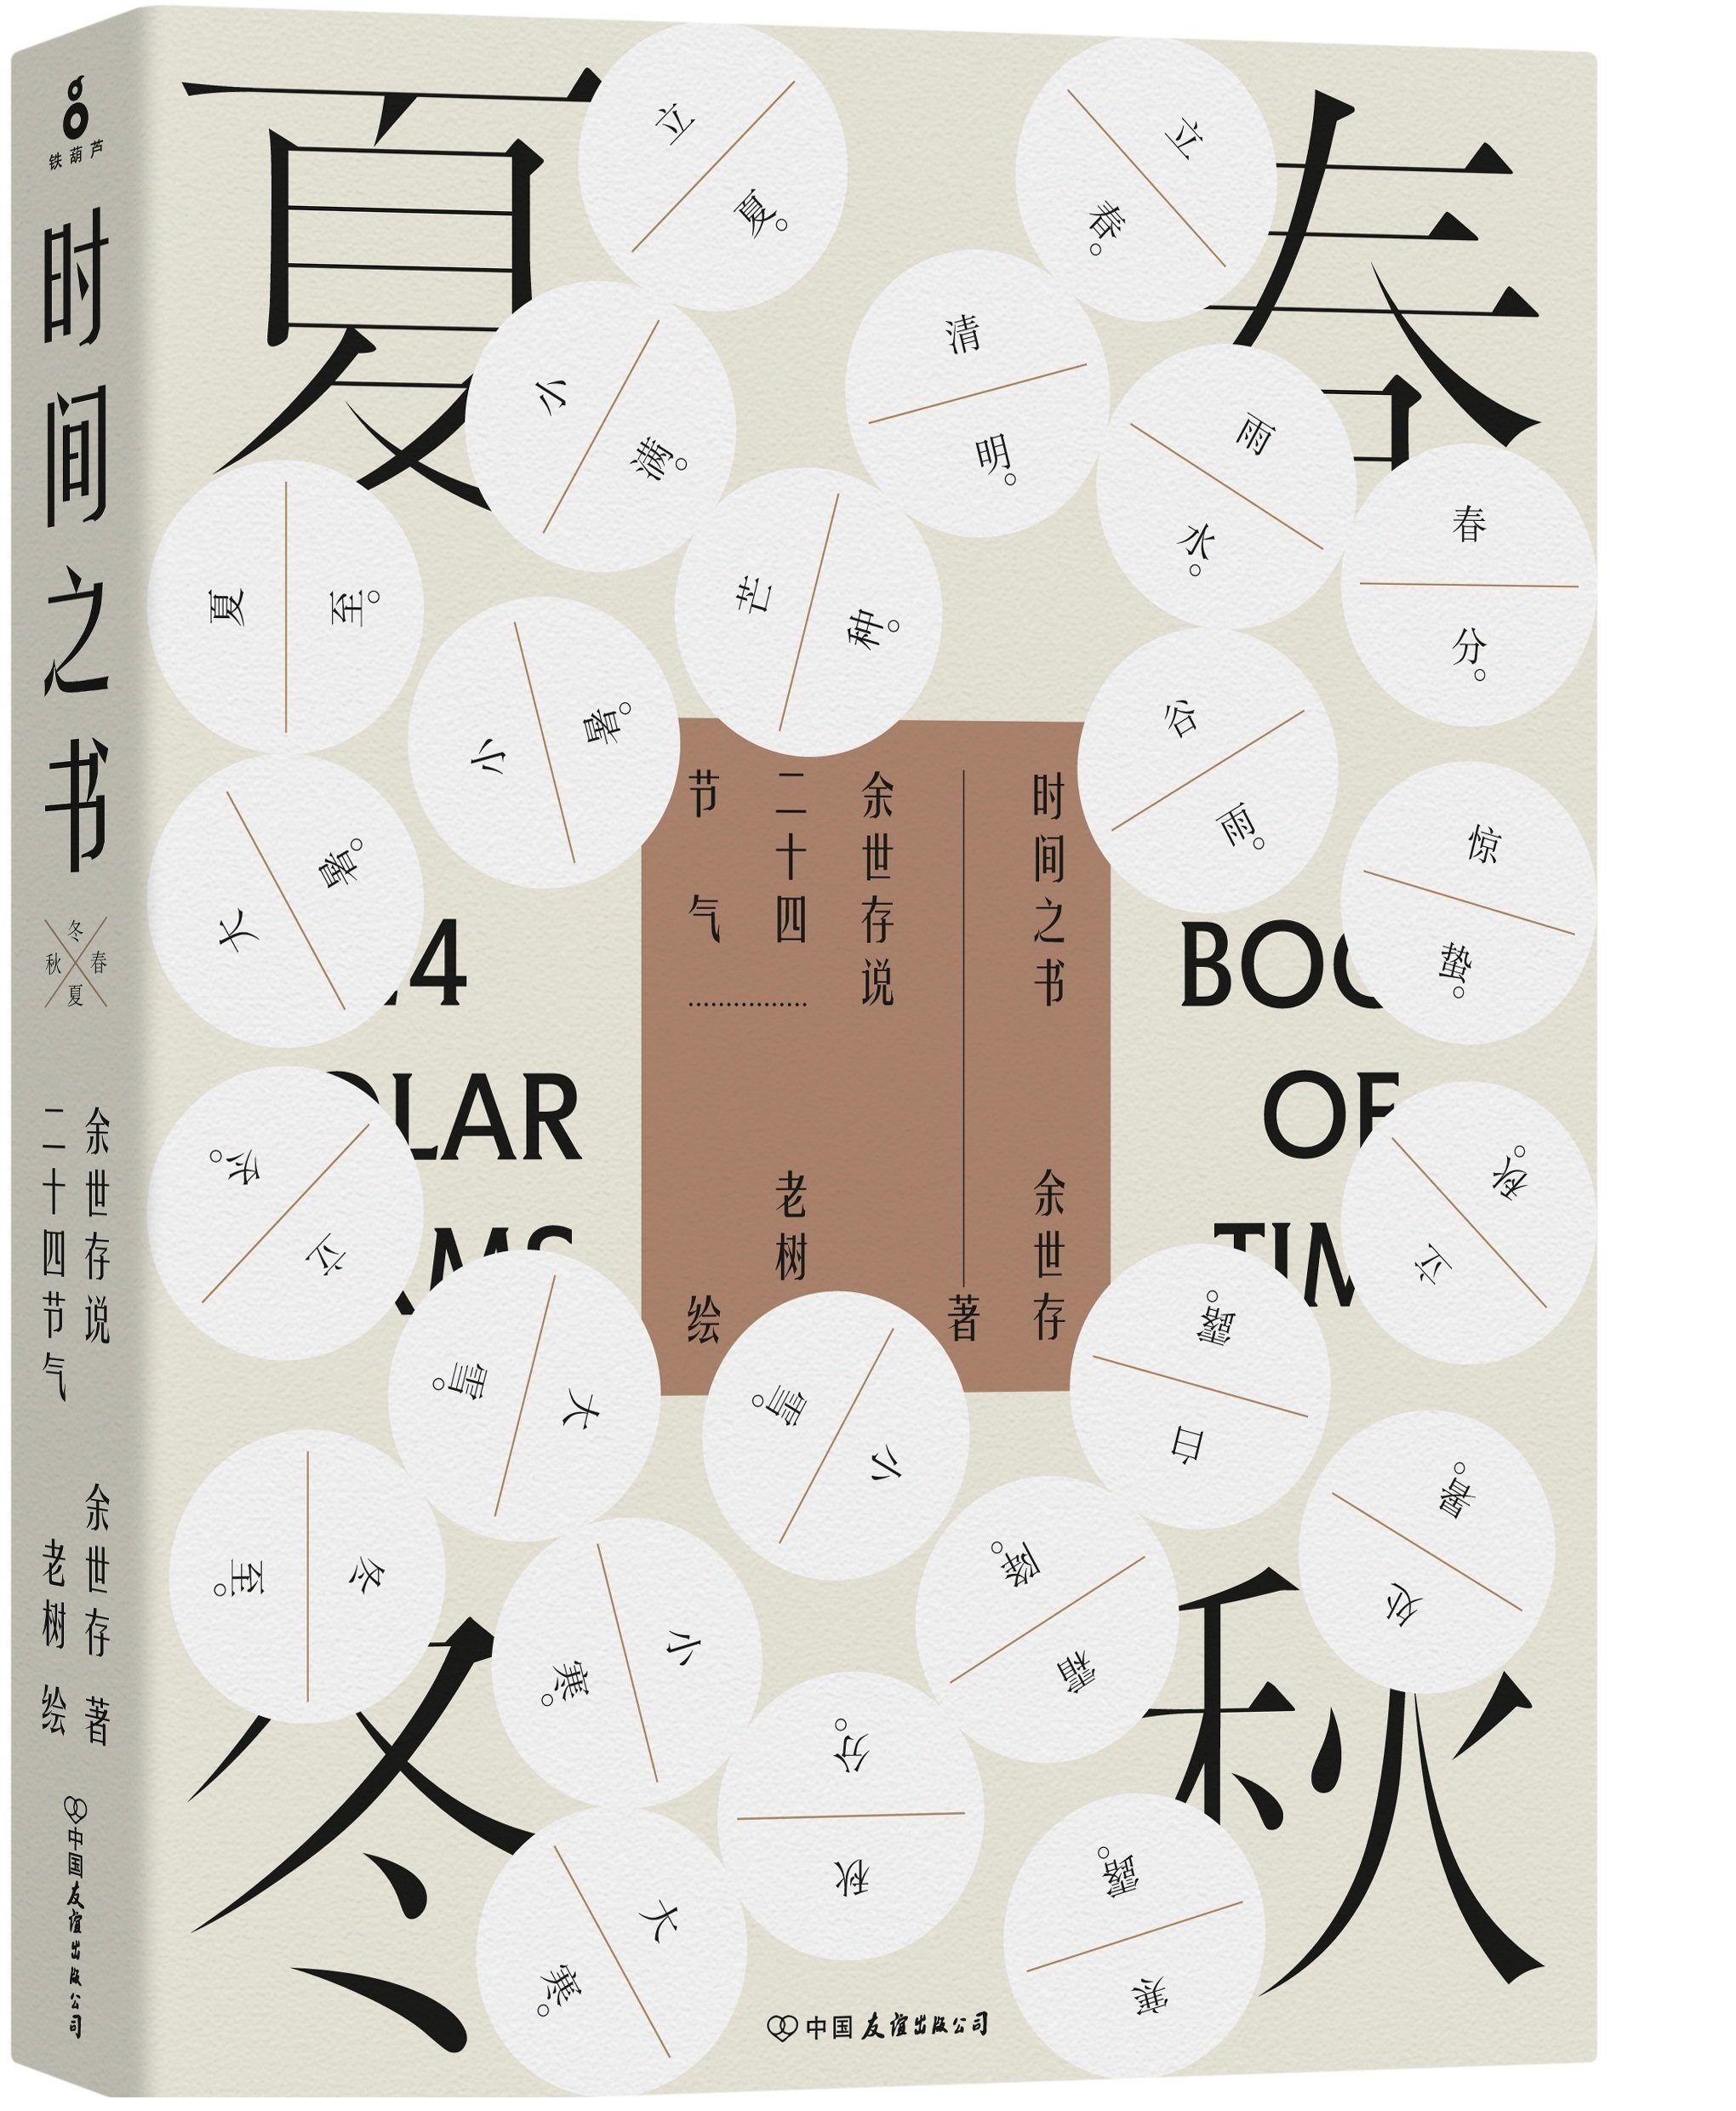 铁葫芦
时间之书
冬
秋 春
夏
余世存说
二十四节气
余世存 著
老树 绘
中国友谊出版公司
夏
春
立夏。
立春。
小满。
清明。
雨水。
春分。
夏至。
芒种。
小暑。
谷雨。
大暑。
惊蛰。
时间之书
余世存
著
余世存说
二十四
节气
老树
绘
4
LAR
MS
BOO
OF
TIM
立冬。
立秋。
大雪。
小雪。
白露。
处暑。
冬至。
小寒。
霜降。
秋分。
大寒。
寒露。
冬
秋
中国友谊出版公司